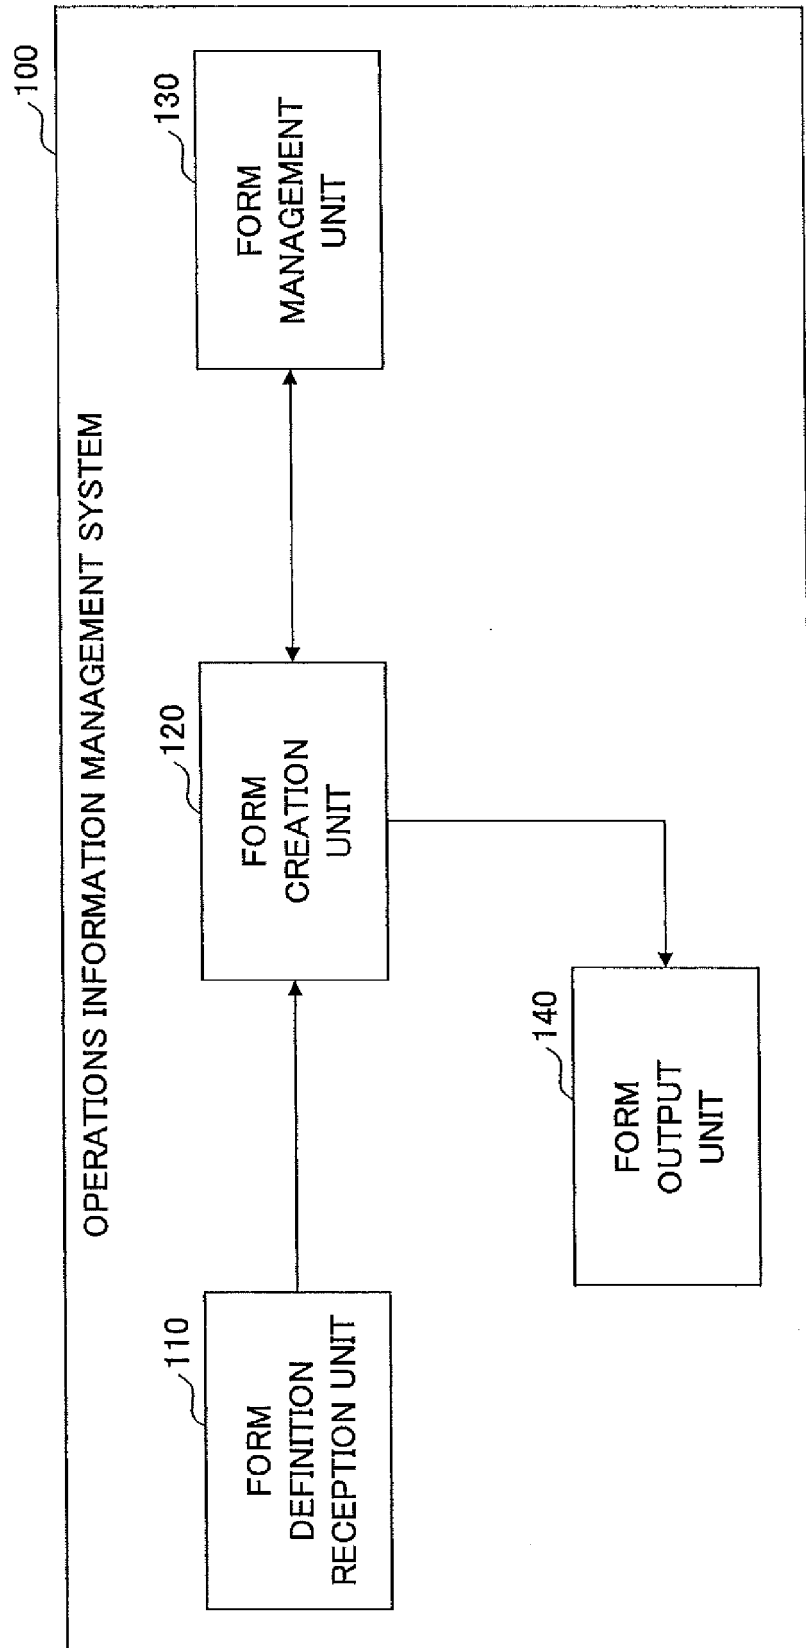 100
OPERATIONS INFORMATION MANAGEMENT SYSTEM
110
FORM
DEFINITION
RECEPTION UNIT
120
FORM
CREATION
UNIT
130
FORM
MANAGEMENT
UNIT
140
FORM
OUTPUT
UNIT